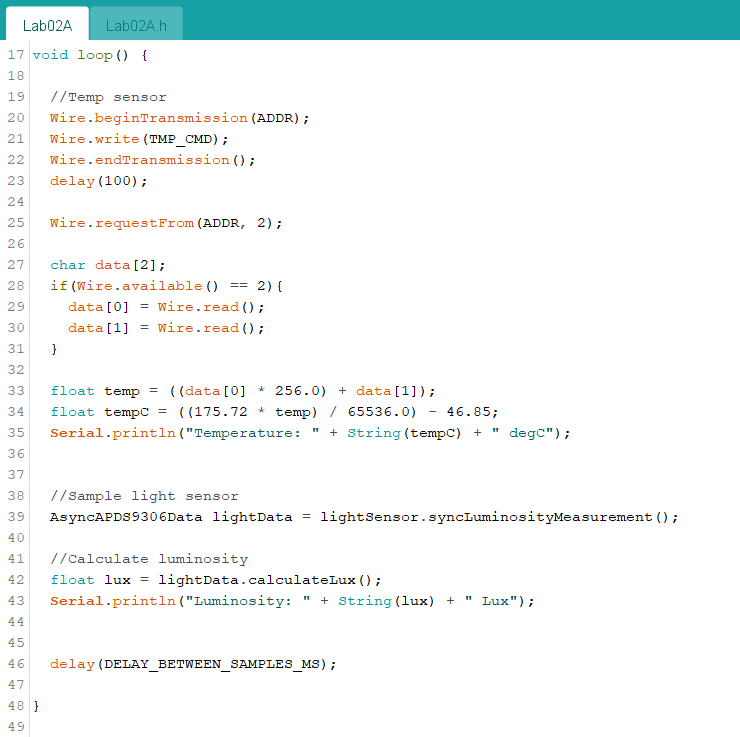 Lab02A Lab02A.h
17 void loop() {
18
19 //Temp sensor
20 Wire.beginTransmission(ADDR);
21 Wire.write(TMP_CMD);
22 Wire.endTransmission();
23 delay(100);
24
25 Wire.requestFrom(ADDR, 2);
26
27 char data[2];
28 if(Wire.available() == 2){
29 data[0] = Wire.read();
30 data[1] = Wire.read();
31 }
32
33 float temp = ((data[0] * 256.0) + data[1]);
34 float tempC = ((175.72 * temp) / 65536.0) - 46.85;
35 Serial.println("Temperature: " + String(tempC) + " degC");
36
37
38 //Sample light sensor
39 AsyncAPDS9306Data lightData = lightSensor.syncLuminosityMeasurement();
40
41 //Calculate luminosity
42 float lux = lightData.calculateLux();
43 Serial.println("Luminosity: " + String(lux) + " Lux");
44
45
46 delay(DELAY_BETWEEN_SAMPLES_MS);
47
48 }
49